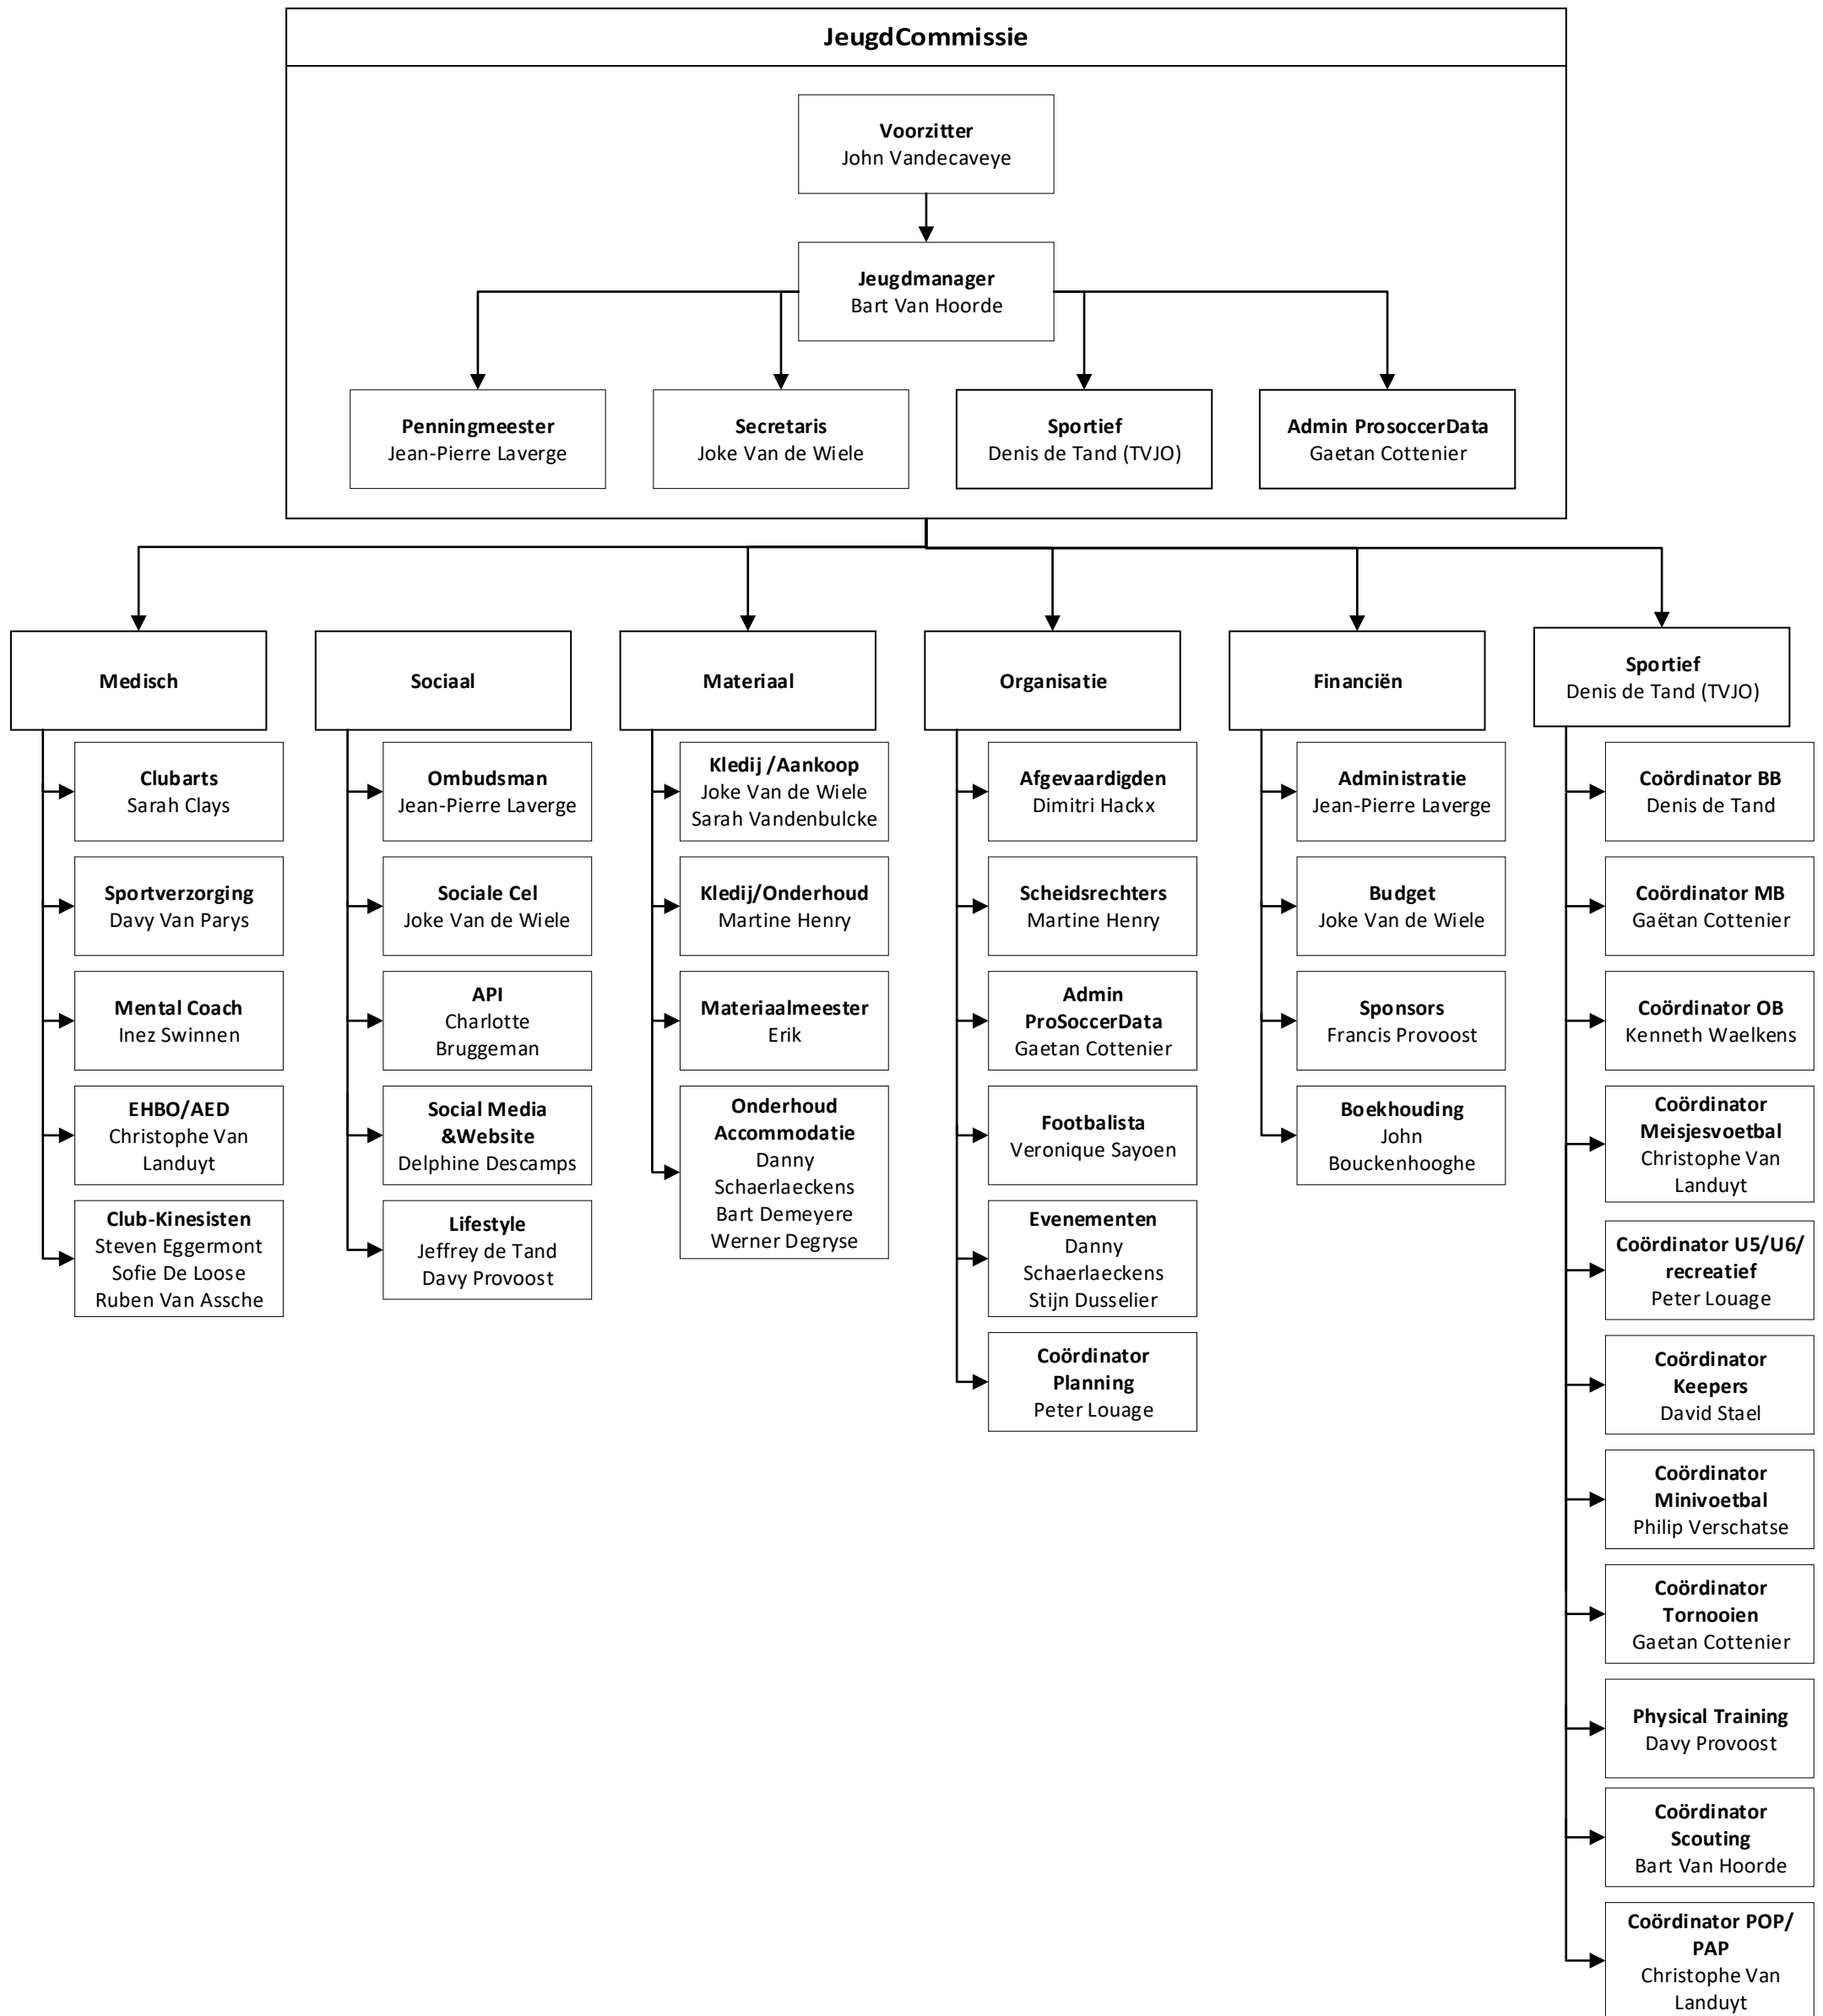 JeugdCommissie
Voorzitter
John Vandecaveye
Jeugdmanager
Bart Van Hoorde
Penningmeester
Jean-Pierre Laverge
Secretaris
Joke Van de Wiele
Sportief
Denis de Tand (TVJO)
Admin ProsoccerData
Gaetan Cottenier
Medisch
Clubarts
Sarah Clays
Sportverzorging
Davy Van Parys
Mental Coach
Inez Swinnen
EHBO/AED
Christophe Van
Landuyt
Club-Kinesisten
Steven Eggermont
Sofie De Loose
Ruben Van Assche
Sociaal
Ombudsman
Jean-Pierre Laverge
Sociale Cel
Joke Van de Wiele
API
Charlotte
Bruggeman
Social Media
&Website
Delphine Descamps
Lifestyle
Jeffrey de Tand
Davy Provoost
Materiaal
Kledij /Aankoop
Joke Van de Wiele
Sarah Vandenbulcke
Kledij/Onderhoud
Martine Henry
Materiaalmeester
Erik
Onderhoud
Accommodatie
Danny
Schaerlaeckens
Bart Demeyere
Werner Degryse
Organisatie
Afgevaardigden
Dimitri Hackx
Scheidsrechters
Martine Henry
Admin
ProSoccerData
Gaetan Cottenier
Footbalista
Veronique Sayoen
Evenementen
Danny
Schaerlaeckens
Stijn Dusselier
Coördinator
Planning
Peter Louage
Financiën
Administratie
Jean-Pierre Laverge
Budget
Joke Van de Wiele
Sponsors
Francis Provoost
Boekhouding
John
Bouckenhooghe
Sportief
Denis de Tand (TVJO)
Coördinator BB
Denis de Tand
Coördinator MB
Gaëtan Cottenier
Coördinator OB
Kenneth Waelkens
Coördinator
Meisjesvoetbal
Christophe Van
Landuyt
Coördinator U5/U6/
recreatief
Peter Louage
Coördinator
Keepers
David Stael
Coördinator
Minivoetbal
Philip Verschatse
Coördinator
Tornooien
Gaetan Cottenier
Physical Training
Davy Provoost
Coördinator
Scouting
Bart Van Hoorde
Coördinator POP/
PAP
Christophe Van
Landuyt